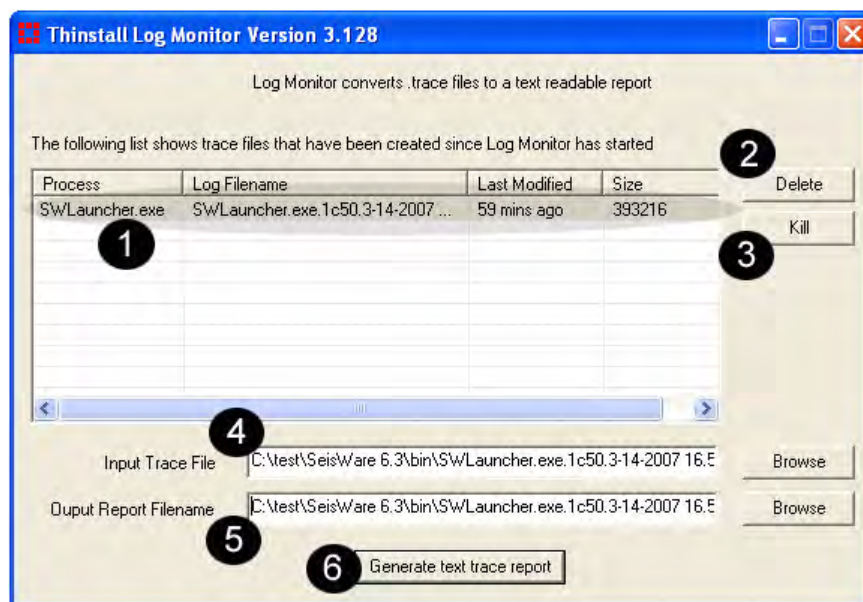 Thinstall Log Monitor Version 3.128
Log Monitor converts .trace files to a text readable report
The following list shows trace files that have been created since Log Monitor has started
2
Process Log Filename Last Modified Size Delete
SWLauncher.exe SWLauncher.exe.1c50.3-14-2007 ... 59 mins ago 393216
Kill
1
3
4
Input Trace File C:\test\SeisWare 6.3\bin\SWLauncher.exe.1c50.3-14-2007 16.5 Browse
Ouput Report Filename C:\test\SeisWare 6.3\bin\SWLauncher.exe.1c50.3-14-2007 16.5 Browse
5
6 Generate text trace report